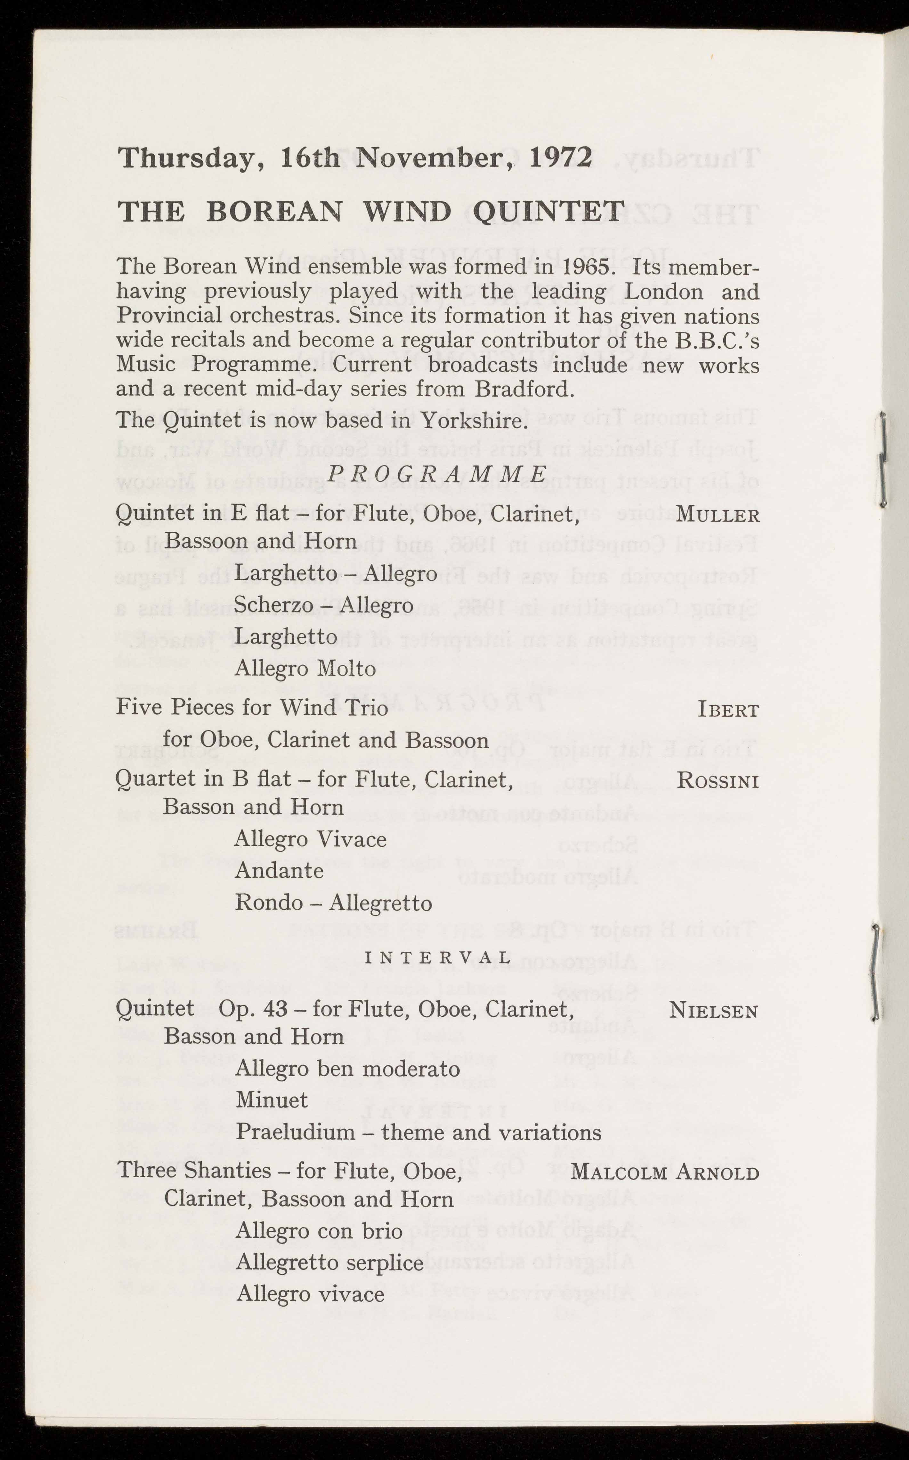 Thursday, 16th November, 1972
THE BOREAN WIND QUINTET
The Borean Wind ensemble was formed in 1965. Its member-
having previously played with the leading London and
Provincial orchestras. Since its formation it has given nations
wide recitals and become a regular contributor of the B.B.C.'s
Music Programme. Current broadcasts include new works
and a recent mid-day series from Bradford.
The Quintet is now based in Yorkshire.
PROGRAMME
Quintet in E flat – for Flute, Oboe, Clarinet, MULLER
Bassoon and Horn
Larghetto – Allegro
Scherzo – Allegro
Larghetto
Allegro Molto
Five Pieces for Wind Trio IBERT
for Oboe, Clarinet and Bassoon
Quartet in B flat – for Flute, Clarinet, ROSSINI
Basson and Horn
Allegro Vivace
Andante
Rondo – Allegretto
INTERVAL
Quintet Op. 43 – for Flute, Oboe, Clarinet, NIELSEN
Basson and Horn
Allegro ben moderato
Minuet
Praeludium – theme and variations
Three Shanties – for Flute, Oboe, MALCOLM ARNOLD
Clarinet, Bassoon and Horn
Allegro con brio
Allegretto serplice
Allegro vivace